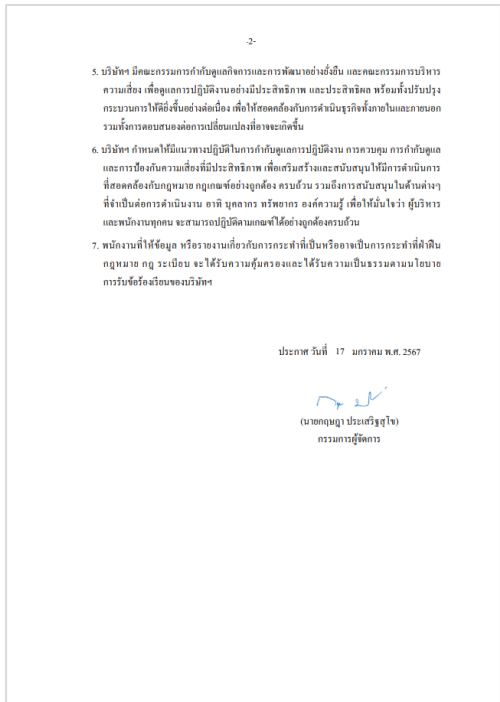 -2-
5. บริษัทฯ มีคณะกรรมการกำกับดูแลกิจการและการพัฒนาอย่างยั่งยืน และคณะกรรมการบริหาร
ความเสี่ยง เพื่อดูแลการปฏิบัติงานอย่างมีประสิทธิภาพ และประสิทธิผล พร้อมทั้งปรับปรุง
กระบวนการให้ดียิ่งขึ้นอย่างต่อเนื่อง เพื่อให้สอดคล้องกับการดำเนินธุรกิจทั้งภายในและภายนอก
รวมทั้งการตอบสนองต่อการเปลี่ยนแปลงที่อาจจะเกิดขึ้น
6. บริษัทฯ กำหนดให้มีแนวทางปฏิบัติในการกำกับดูแลการปฏิบัติงาน การควบคุม การกำกับดูแล
และการป้องกันความเสี่ยงที่มีประสิทธิภาพ เพื่อเสริมสร้างและสนับสนุนให้มีการดำเนินการ
ที่สอดคล้องกับกฎหมาย กฎเกณฑ์อย่างถูกต้อง ครบถ้วน รวมถึงการสนับสนุนในด้านต่างๆ
ที่จำเป็นต่อการดำเนินงาน อาทิ บุคลากร ทรัพยากร องค์ความรู้ เพื่อให้มั่นใจว่า ผู้บริหาร
และพนักงานทุกคน จะสามารถปฏิบัติตามเกณฑ์ได้อย่างถูกต้องครบถ้วน
7. พนักงานที่ให้ข้อมูล หรือรายงานเกี่ยวกับการกระทำที่เป็นหรืออาจเป็นการกระทำที่ฝ่าฝืน
กฎหมาย กฎ ระเบียบ จะได้รับความคุ้มครองและได้รับความเป็นธรรมตามนโยบาย
การรับข้อร้องเรียนของบริษัทฯ
ประกาศ วันที่ 17 มกราคม พ.ศ. 2567
(นายกฤษฎา ประเสริฐสุโข)
กรรมการผู้จัดการ